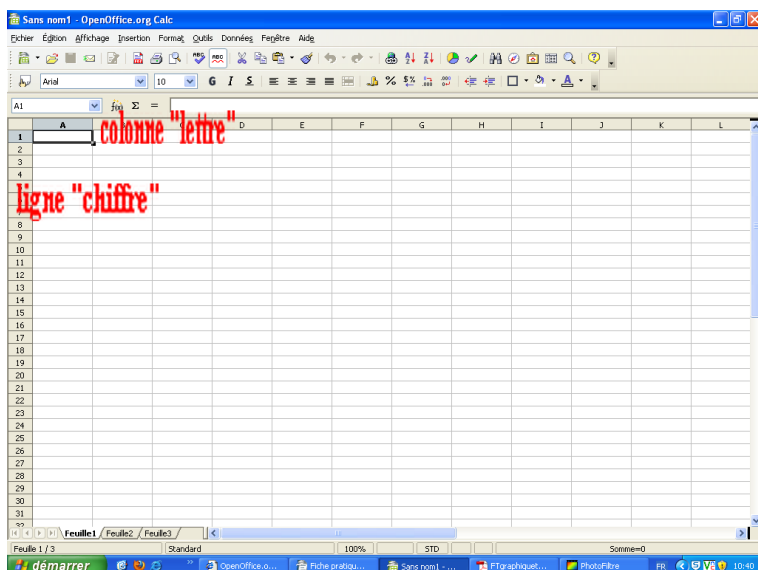 Sans nom1 - OpenOffice.org Calc
Fichier Édition Affichage Insertion Format Outils Données Fenêtre Aide
Arial 10 G I S
A1 f(x) Σ =
A D E F G H I J K L
colonne "lettre"
1
2
3
4
ligne "chiffre"
8
9
10
11
12
13
14
15
16
17
18
19
20
21
22
23
24
25
26
27
28
29
30
31
32
Feuille1 Feuille2 Feuille3
Feuille 1 / 3 Standard 100% STD Somme=0
démarrer » OpenOffice.o... Fiche pratiqu... Sans nom1 - ... FTgraphiquet... PhotoFiltre FR 10:40